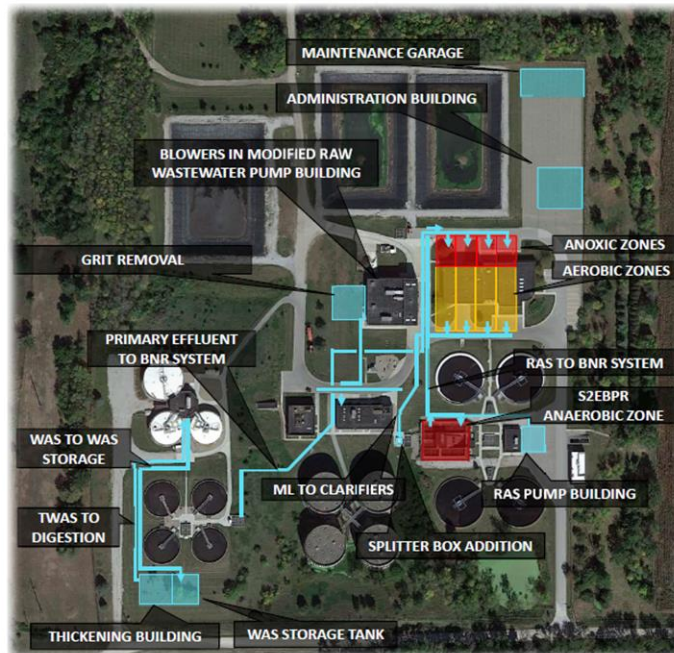 MAINTENANCE GARAGE
ADMINISTRATION BUILDING
BLOWERS IN MODIFIED RAW
WASTEWATER PUMP BUILDING
ANOXIC ZONES
GRIT REMOVAL
AEROBIC ZONES
PRIMARY EFFLUENT
TO BNR SYSTEM
RAS TO BNR SYSTEM
S2EBPR
ANAEROBIC ZONE
WAS TO WAS
STORAGE
ML TO CLARIFIERS
RAS PUMP BUILDING
TWAS TO
DIGESTION
SPLITTER BOX ADDITION
THICKENING BUILDING
WAS STORAGE TANK